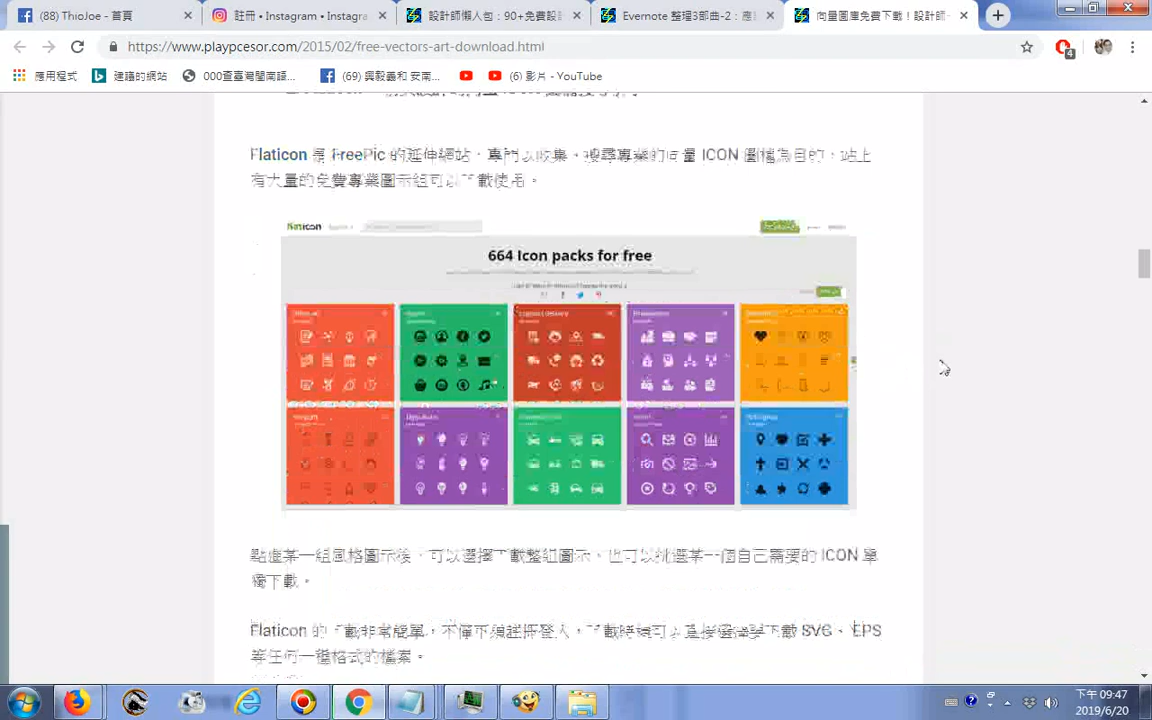 (88) ThioJoe - 首頁
註冊 • Instagram • Instagra
設計師懶人包：90+免費設
Evernote 整理3部曲-2：應
向量圖庫免費下載！設計師
https://www.playpcesor.com/2015/02/free-vectors-art-download.html
4
應用程式
建議的網站
000查臺灣閩南語...
(69) 興毅義和 安南...
(6) 影片 - YouTube
Flaticon 是 FreePic 的延伸網站，專門以收集、搜尋專業的向量 ICON 圖檔為目的，站上
有大量的免費專業圖示組可以下載使用。
flaticon
664 Icon packs for free
點進某一組風格圖示後，可以選擇下載整組圖示，也可以挑選某一個自己需要的 ICON 單
獨下載。
Flaticon 的下載非常簡單，不僅不須註冊登入，下載時還可以直接選擇要下載 SVG、EPS
等任何一種格式的檔案。
下午 09:47
2019/6/20